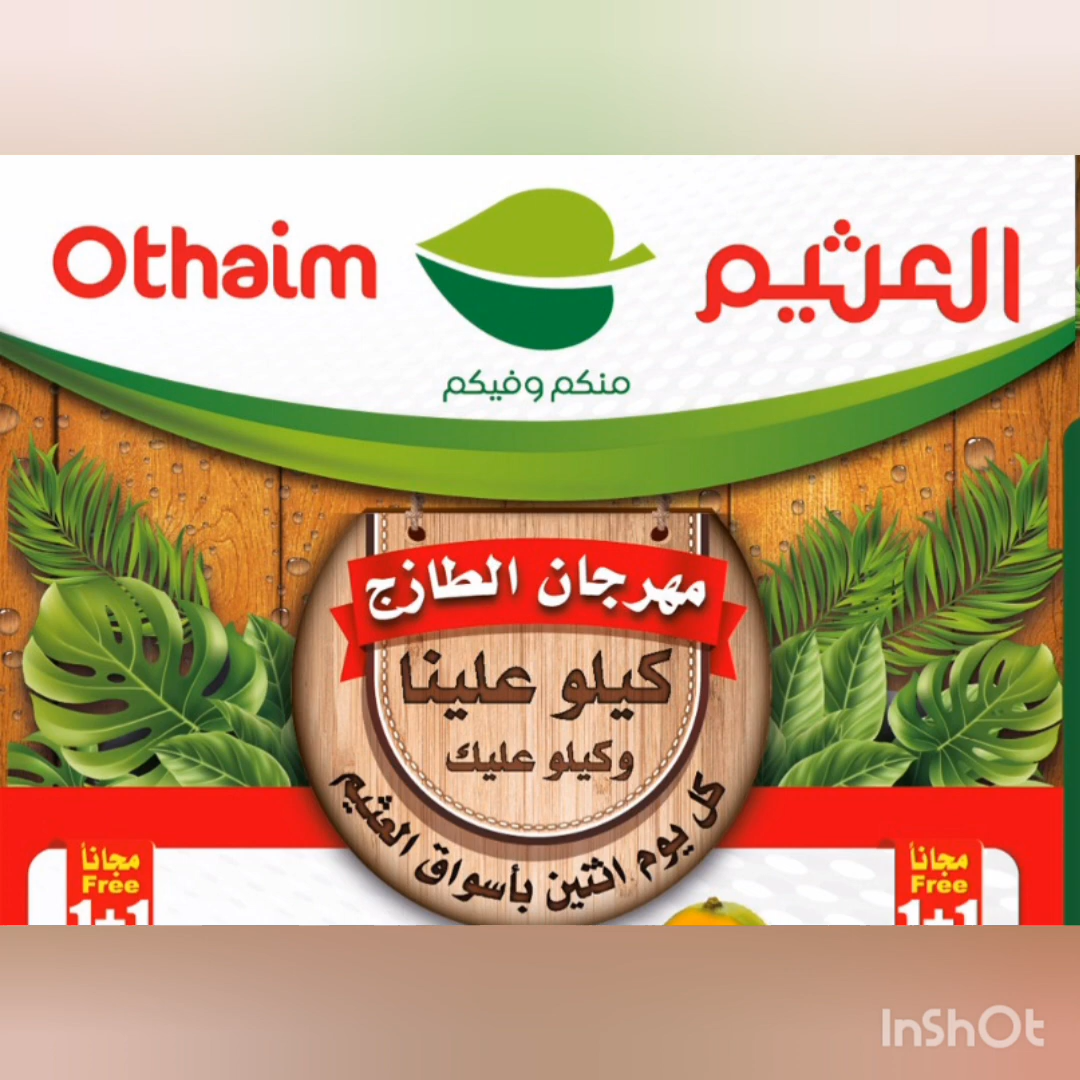 Othaim
العثيم
منكم وفيكم
مهرجان الطازج
كيلو علينا
وكيلو عليك
كل يوم اثنين بأسواق العثيم
مجاناً
Free
1+1
مجاناً
Free
1+1
InShOt